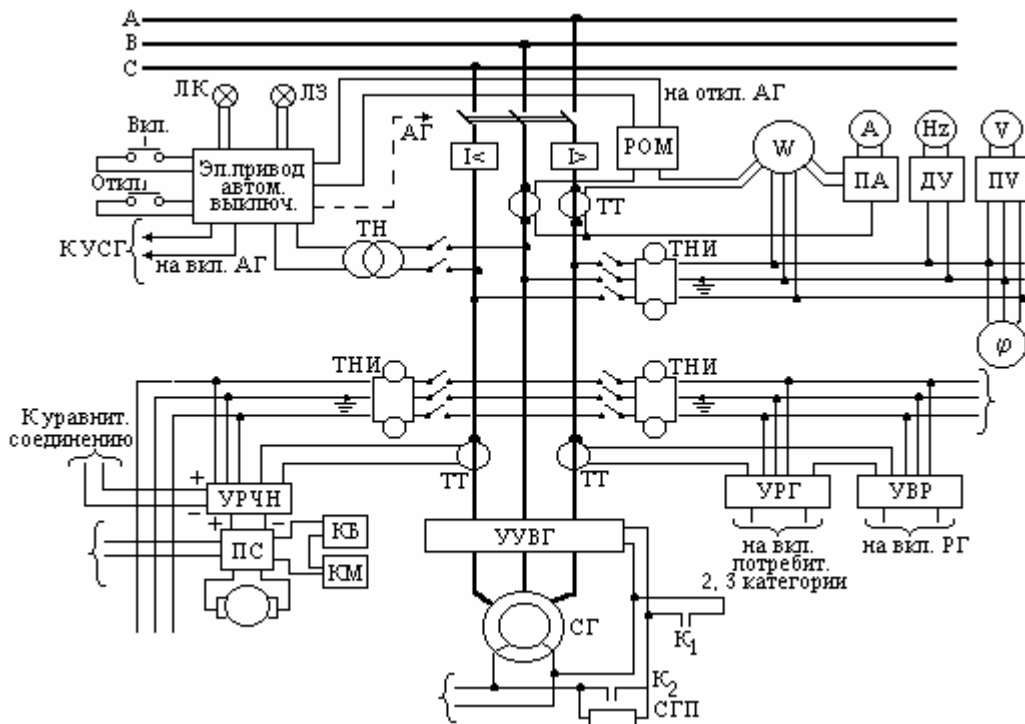 A
B
C
ЛК
ЛЗ
на откл. АГ
Вкл.
АГ
I<
I>
РОМ
W
A
Hz
V
Эл.привод
автом.
выключ.
Откл.
ПА
ДУ
ПV
ТТ
КУСГ
на вкл. АГ
ТН
ТНИ
φ
ТНИ
ТНИ
К уравнит.
соединению
+
−
УРЧН
+
−
ТТ
ТТ
УРГ
УВР
ПС
КБ
КМ
УУВГ
на вкл.
потребит.
2, 3 категории
на вкл. РГ
СГ
К1
К2
СГП